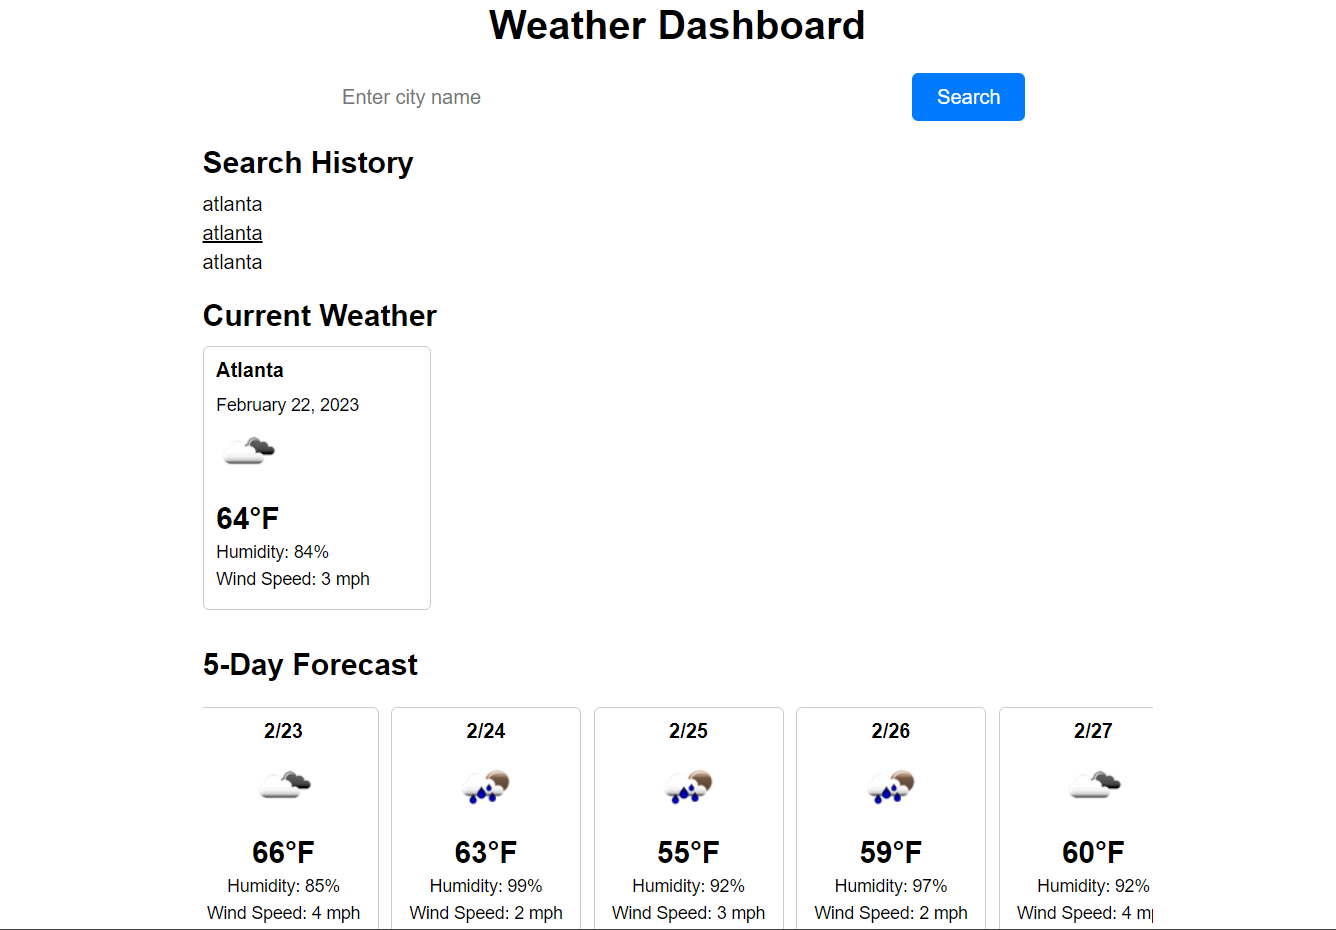 Weather Dashboard
Enter city name
Search
Search History
atlanta
atlanta
atlanta
Current Weather
Atlanta
February 22, 2023
64°F
Humidity: 84%
Wind Speed: 3 mph
5-Day Forecast
2/23
66°F
Humidity: 85%
Wind Speed: 4 mph
2/24
63°F
Humidity: 99%
Wind Speed: 2 mph
2/25
55°F
Humidity: 92%
Wind Speed: 3 mph
2/26
59°F
Humidity: 97%
Wind Speed: 2 mph
2/27
60°F
Humidity: 92%
Wind Speed: 4